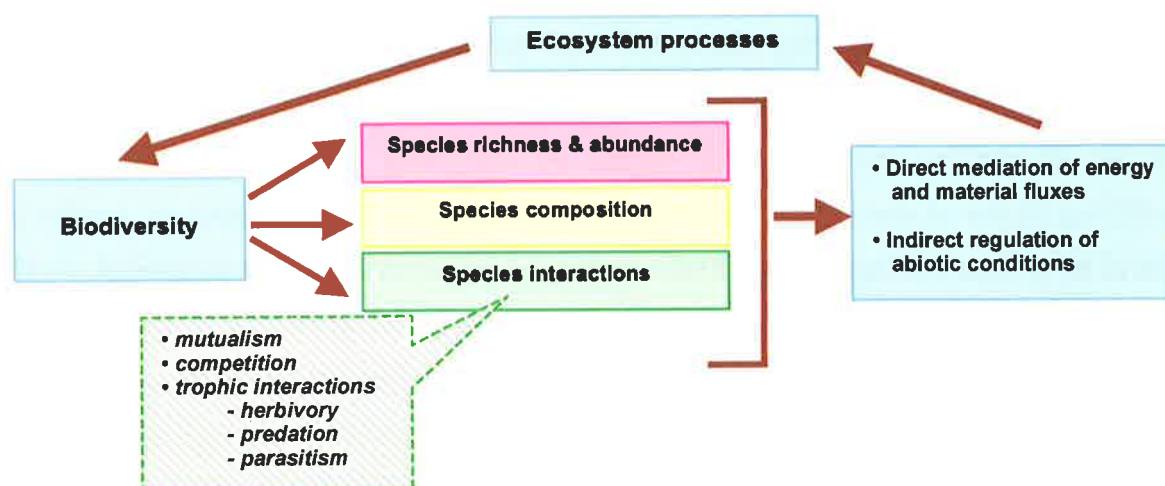 Ecosystem processes
Species richness & abundance
Species composition
Species interactions
Biodiversity
• Direct mediation of energy
and material fluxes
• Indirect regulation of
abiotic conditions
• mutualism
• competition
• trophic interactions
- herbivory
- predation
- parasitism